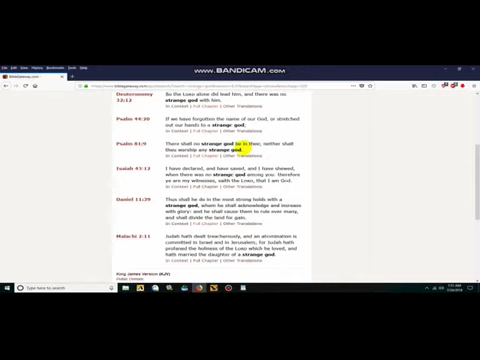 www.BANDICAM.com
File Edit View History Bookmarks Tools Help
Deuteronomy 32:12
So the LORD alone did lead him, and there was no
strange god with him.
In Context | Full Chapter | Other Translations
Psalm 44:20
If we have forgotten the name of our God, or stretched
out our hands to a strange god;
In Context | Full Chapter | Other Translations
Psalm 81:9
There shall no strange god be in thee; neither shalt
thou worship any strange god.
In Context | Full Chapter | Other Translations
Isaiah 43:12
I have declared, and have saved, and I have shewed,
when there was no strange god among you: therefore
ye are my witnesses, saith the LORD, that I am God.
In Context | Full Chapter | Other Translations
Daniel 11:39
Thus shall he do in the most strong holds with a
strange god, whom he shall acknowledge and increase
with glory: and he shall cause them to rule over many,
and shall divide the land for gain.
In Context | Full Chapter | Other Translations
Malachi 2:11
Judah hath dealt treacherously, and an abomination is
committed in Israel and in Jerusalem; for Judah hath
profaned the holiness of the LORD which he loved, and
hath married the daughter of a strange god.
In Context | Full Chapter | Other Translations
King James Version (KJV)
Public Domain
Type here to search